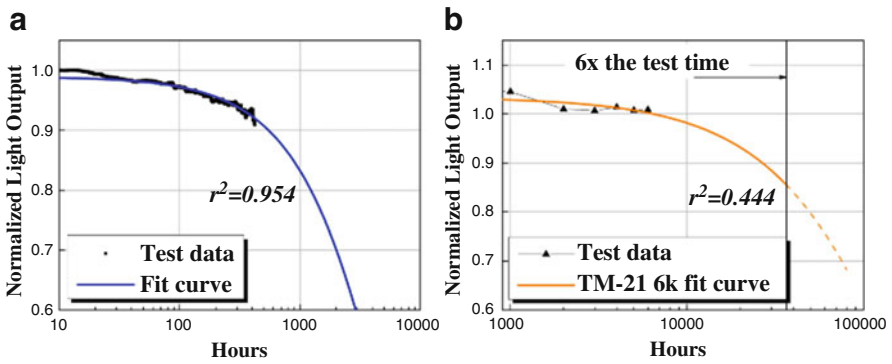 a
Normalized Light Output
1.0
0.9
0.8
0.7
0.6
r²=0.954
Test data
Fit curve
10
100
1000
10000
Hours
b
Normalized Light Output
1.1
1.0
0.9
0.8
0.7
0.6
6x the test time
r²=0.444
Test data
TM-21 6k fit curve
1000
10000
100000
Hours